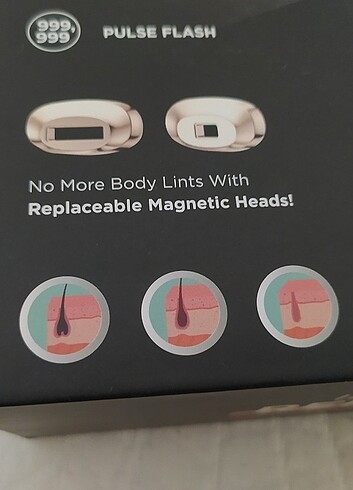 999,
999
PULSE FLASH
No More Body Lints With
Replaceable Magnetic Heads!